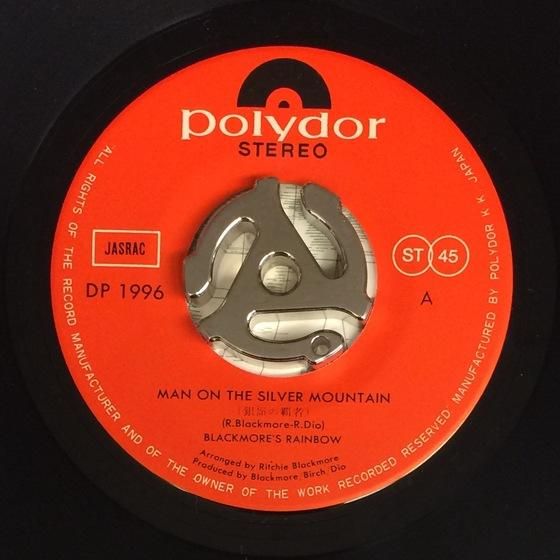 polydor
STEREO
JASRAC
ST 45
DP 1996
A
MAN ON THE SILVER MOUNTAIN
(銀嶺の覇者)
(R.Blackmore-R.Dio)
BLACKMORE'S RAINBOW
Arranged by Ritchie Blackmore
Produced by Blackmore/Birch/Dio
ALL RIGHTS OF THE RECORD MANUFACTURER AND OF THE OWNER OF THE WORK RECORDED RESERVED. MANUFACTURED BY POLYDOR K.K. JAPAN